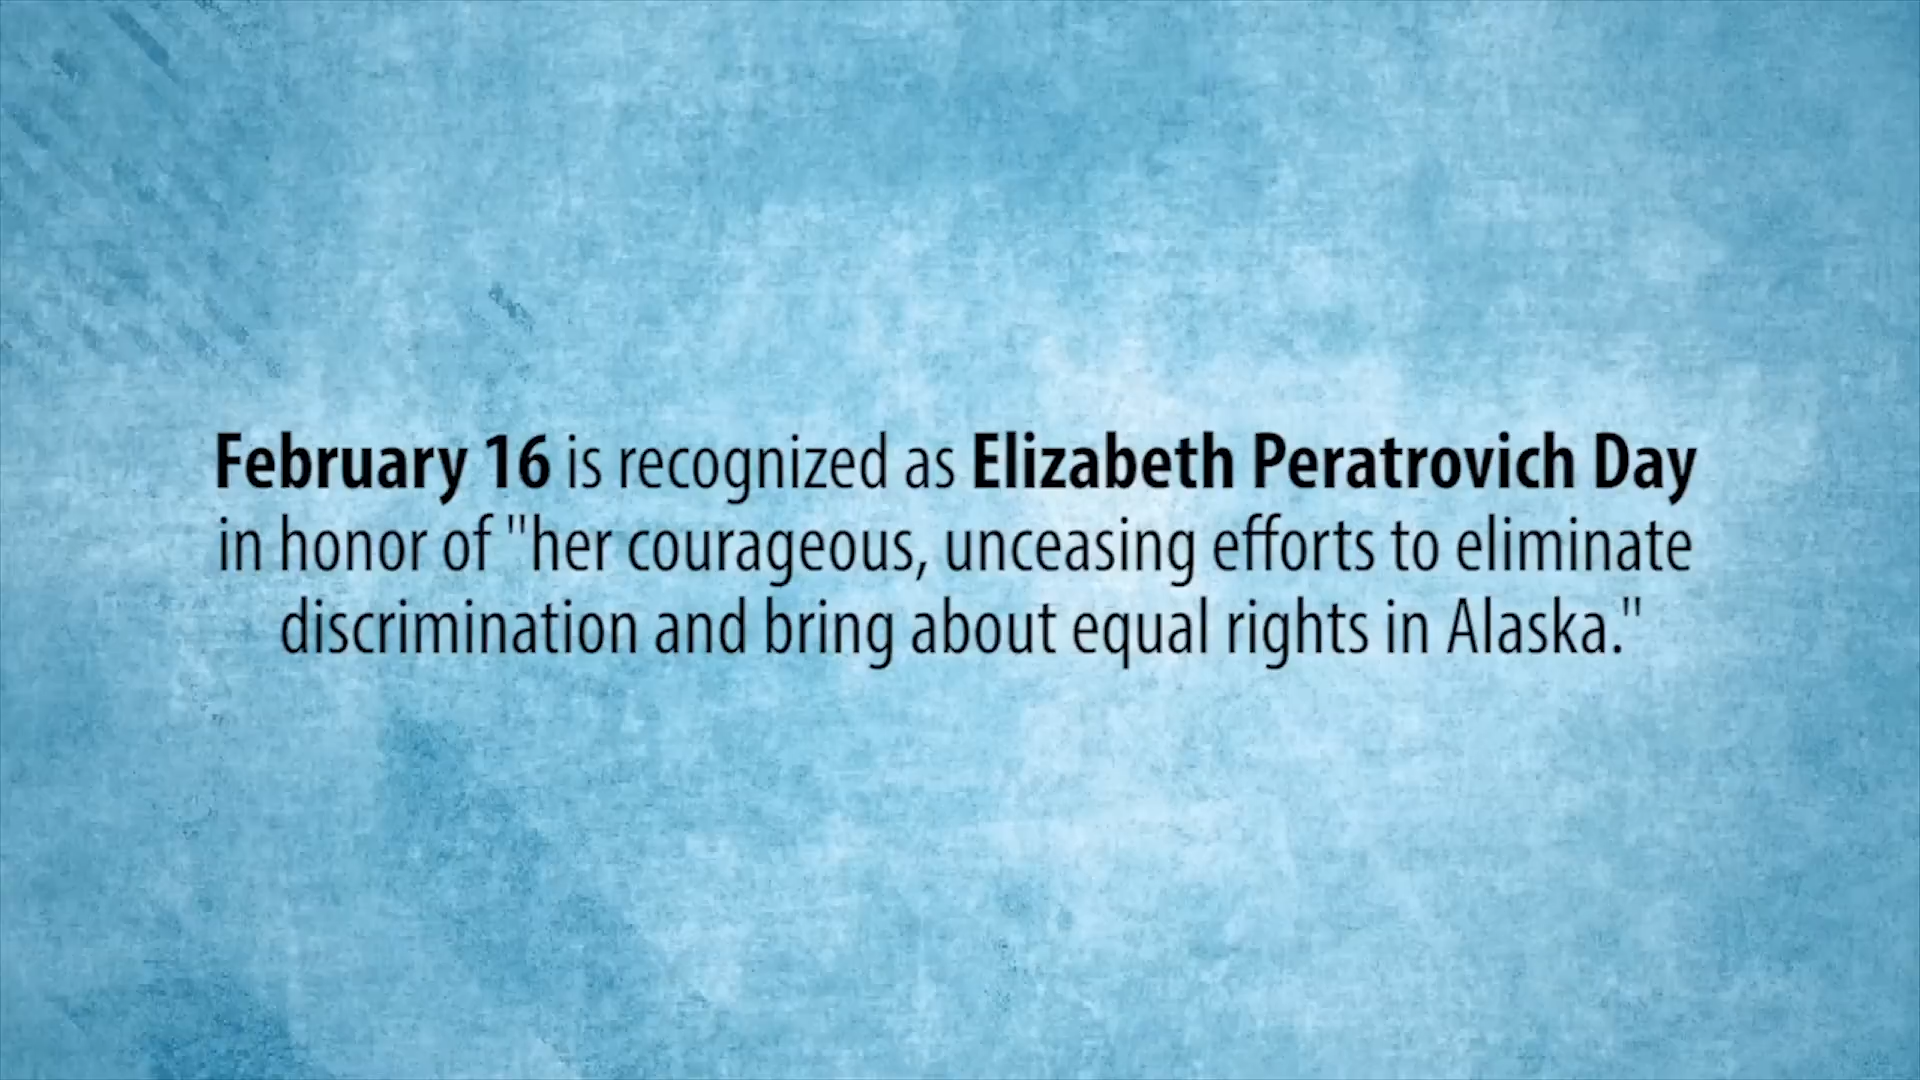 February 16 is recognized as Elizabeth Peratrovich Day
in honor of "her courageous, unceasing efforts to eliminate
discrimination and bring about equal rights in Alaska."